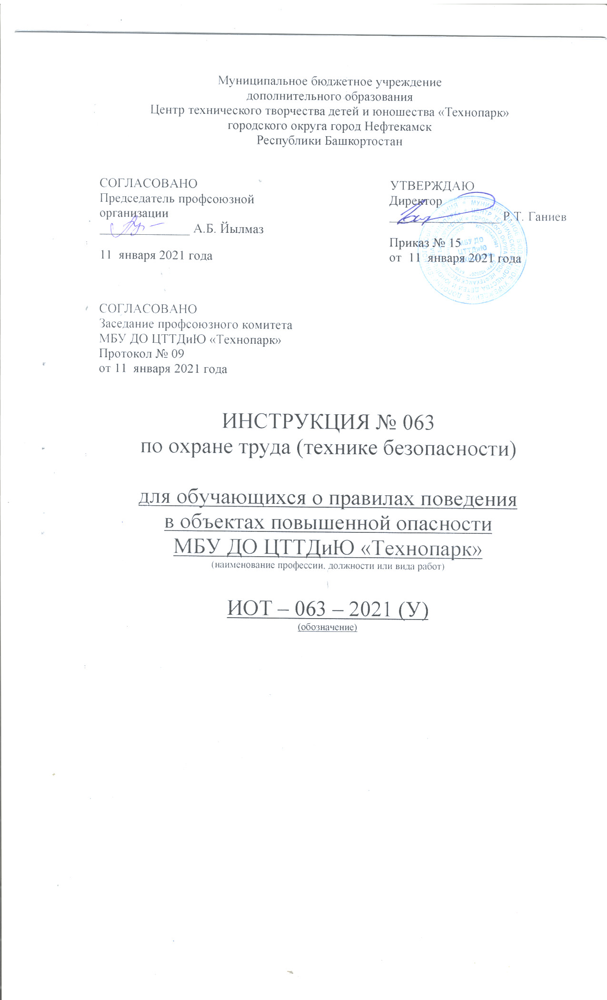 Муниципальное бюджетное учреждение
дополнительного образования
Центр технического творчества детей и юношества «Технопарк»
городского округа город Нефтекамск
Республики Башкортостан
СОГЛАСОВАНО
Председатель профсоюзной
организации
А.Б. Йылмаз
11 января 2021 года
УТВЕРЖДАЮ
Директор
Р.Т. Ганиев
Приказ № 15
от 11 января 2021 года
МБУ ДО
ЦТТДиЮ
СОГЛАСОВАНО
Заседание профсоюзного комитета
МБУ ДО ЦТТДиЮ «Технопарк»
Протокол № 09
от 11 января 2021 года
ИНСТРУКЦИЯ № 063
по охране труда (технике безопасности)
для обучающихся о правилах поведения
в объектах повышенной опасности
МБУ ДО ЦТТДиЮ «Технопарк»
(наименование профессии, должности или вида работ)
ИОТ – 063 – 2021 (У)
(обозначение)